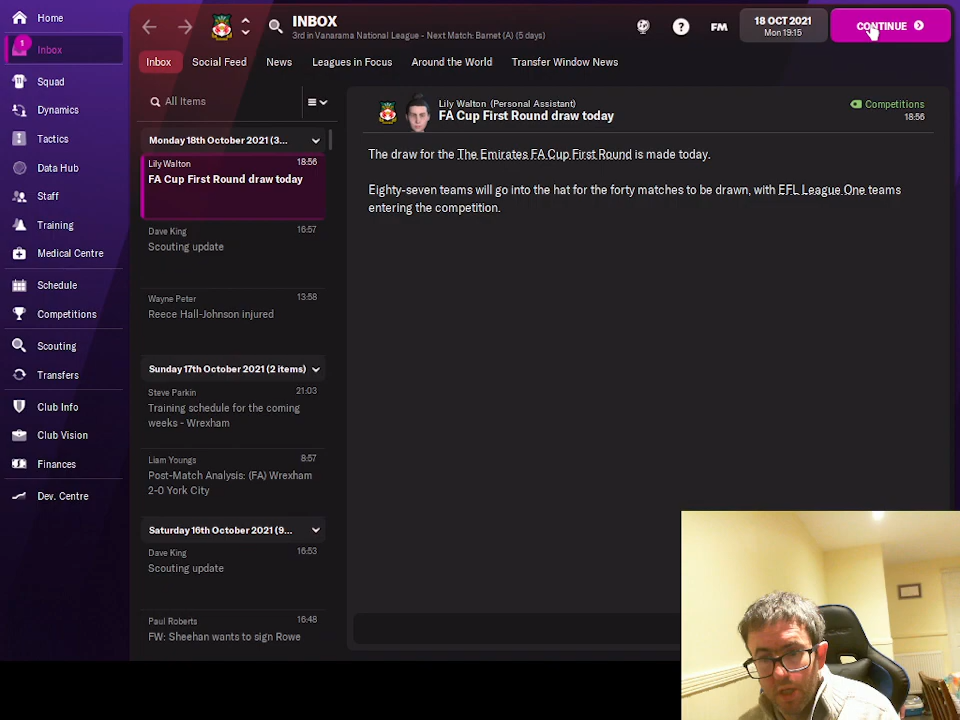 Home
1
Inbox
Squad
Dynamics
Tactics
Data Hub
Staff
Training
Medical Centre
Schedule
Competitions
Scouting
Transfers
Club Info
Club Vision
Finances
Dev. Centre
INBOX
3rd in Vanarama National League - Next Match: Barnet (A) (5 days)
?
FM
18 OCT 2021
Mon 19:15
CONTINUE
Inbox
Social Feed
News
Leagues in Focus
Around the World
Transfer Window News
All Items
Monday 18th October 2021 (3...
Lily Walton
18:56
FA Cup First Round draw today
Dave King
16:57
Scouting update
Wayne Peter
13:58
Reece Hall-Johnson injured
Sunday 17th October 2021 (2 items)
Steve Parkin
21:03
Training schedule for the coming
weeks - Wrexham
Liam Youngs
8:57
Post-Match Analysis: (FA) Wrexham
2-0 York City
Saturday 16th October 2021 (9...
Dave King
16:53
Scouting update
Paul Roberts
16:48
FW: Sheehan wants to sign Rowe
Lily Walton (Personal Assistant)
FA Cup First Round draw today
Competitions
18:56
The draw for the The Emirates FA Cup First Round is made today.
Eighty-seven teams will go into the hat for the forty matches to be drawn, with EFL League One teams
entering the competition.